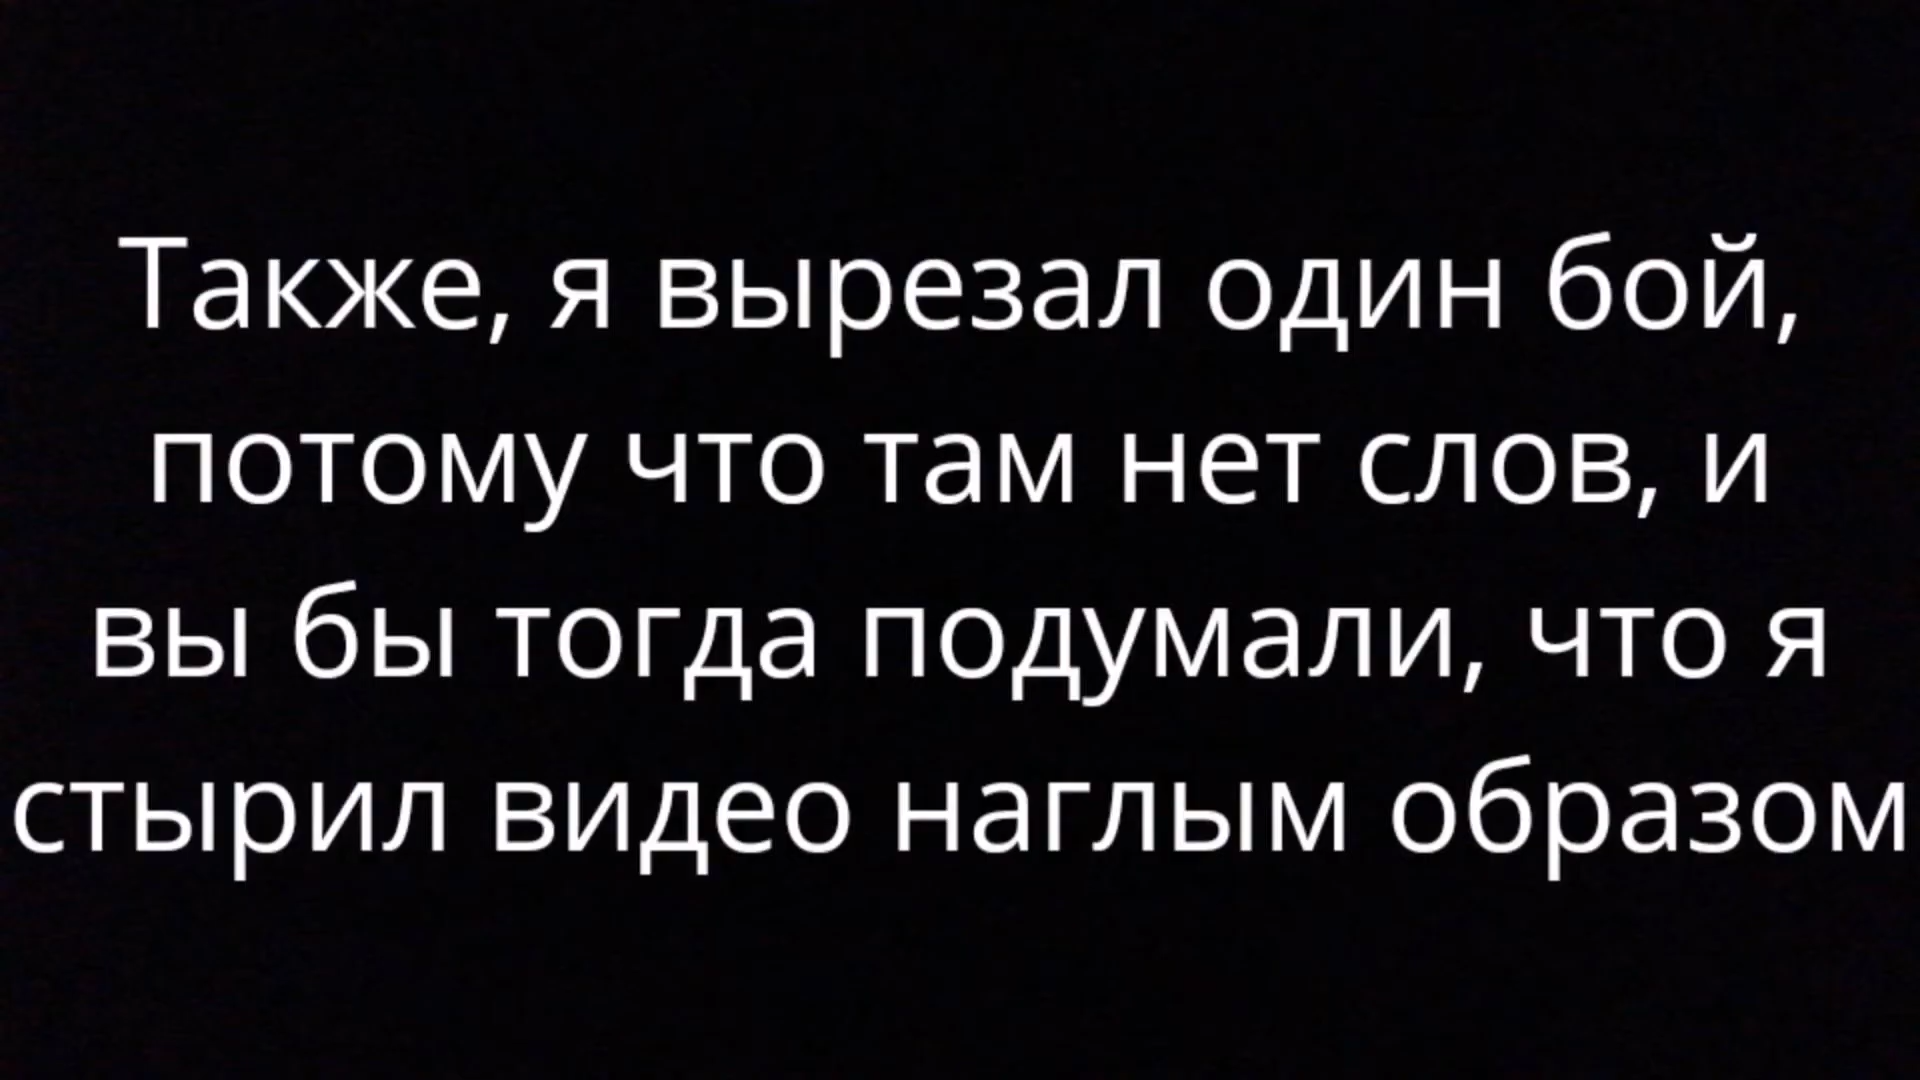 Также, я вырезал один бой,
потому что там нет слов, и
вы бы тогда подумали, что я
стырил видео наглым образом